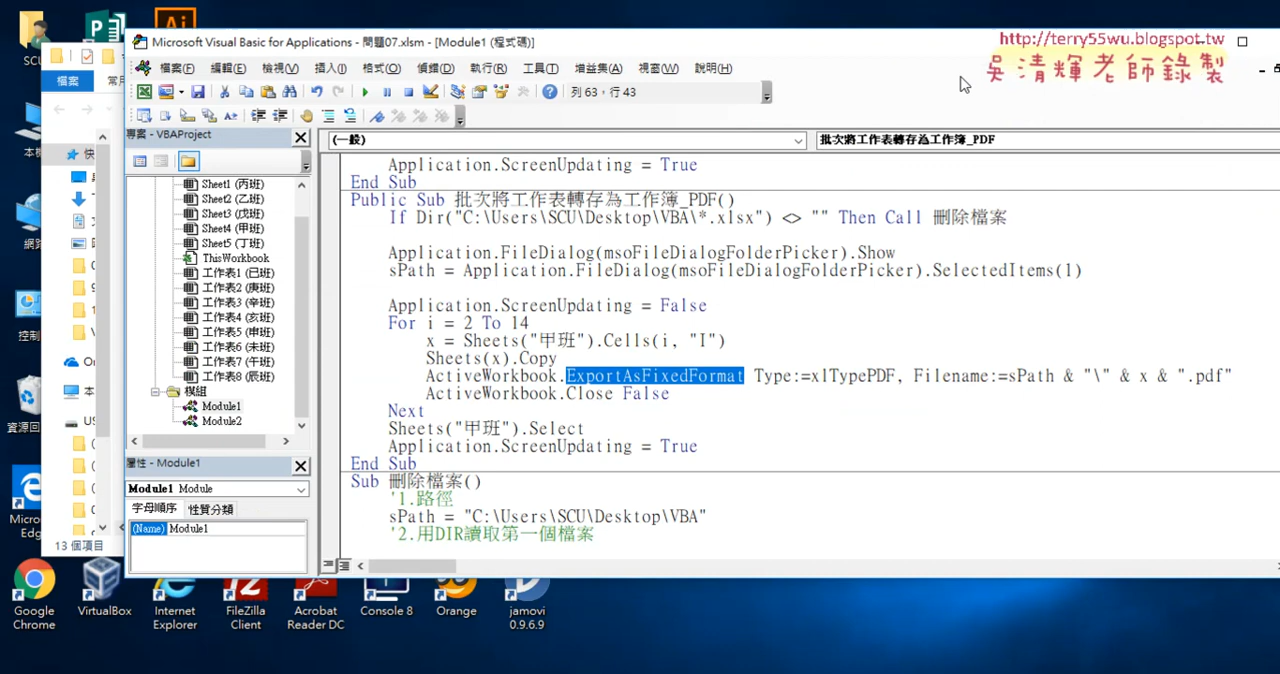 http://terry55wu.blogspot.tw
吳清輝老師錄製
Microsoft Visual Basic for Applications - 問題07.xlsm - [Module1 (程式碼)]
檔案(F) 編輯(E) 檢視(V) 插入(I) 格式(O) 偵錯(D) 執行(R) 工具(T) 增益集(A) 視窗(W) 說明(H)
列 63，行 43
專案 - VBAProject
(一般)
批次將工作表轉存為工作簿_PDF
Sheet1 (丙班)
Sheet2 (乙班)
Sheet3 (戊班)
Sheet4 (甲班)
Sheet5 (丁班)
ThisWorkbook
工作表1 (己班)
工作表2 (庚班)
工作表3 (辛班)
工作表4 (亥班)
工作表5 (申班)
工作表6 (未班)
工作表7 (午班)
工作表6 (辰班)
模組
Module1
Module2
屬性 - Module1
Module1 Module
字母順序 性質分類
(Name) Module1
Application.ScreenUpdating = True
End Sub
Public Sub 批次將工作表轉存為工作簿_PDF()
If Dir("C:\Users\SCU\Desktop\VBA\*.xlsx") <> "" Then Call 刪除檔案
Application.FileDialog(msoFileDialogFolderPicker).Show
sPath = Application.FileDialog(msoFileDialogFolderPicker).SelectedItems(1)
Application.ScreenUpdating = False
For i = 2 To 14
x = Sheets("甲班").Cells(i, "I")
Sheets(x).Copy
ActiveWorkbook.ExportAsFixedFormat Type:=xlTypePDF, Filename:=sPath & "\" & x & ".pdf"
ActiveWorkbook.Close False
Next
Sheets("甲班").Select
Application.ScreenUpdating = True
End Sub
Sub 刪除檔案()
'1.路徑
sPath = "C:\Users\SCU\Desktop\VBA"
'2.用DIR讀取第一個檔案
檔案
13 個項目
Google Chrome
VirtualBox
Internet Explorer
FileZilla Client
Acrobat Reader DC
Console 8
Orange
jamovi 0.9.6.9